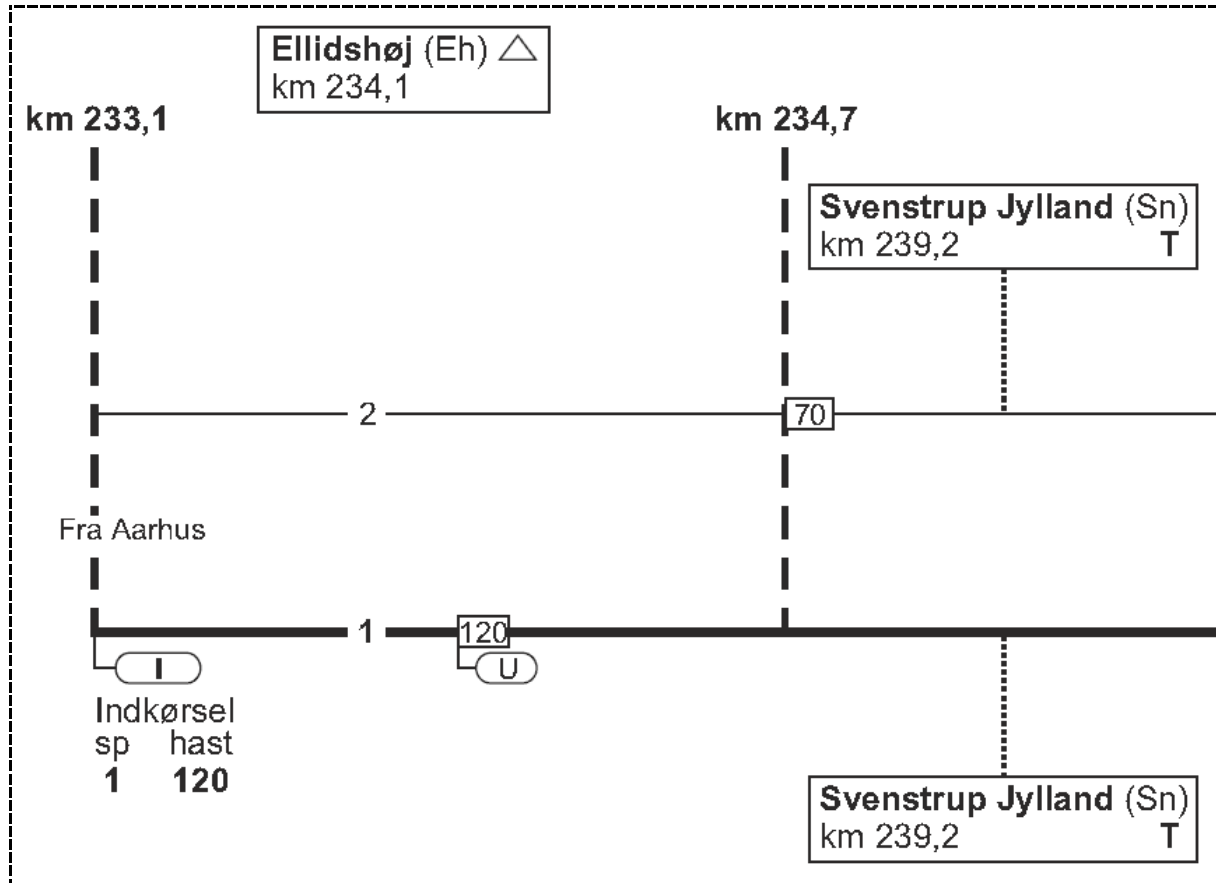 Ellidshøj (Eh) △
km 234,1
km 233,1
km 234,7
Svenstrup Jylland (Sn)
km 239,2 T
2
70
Fra Aarhus
1
120
I
U
Indkørsel
sp hast
1 120
Svenstrup Jylland (Sn)
km 239,2 T